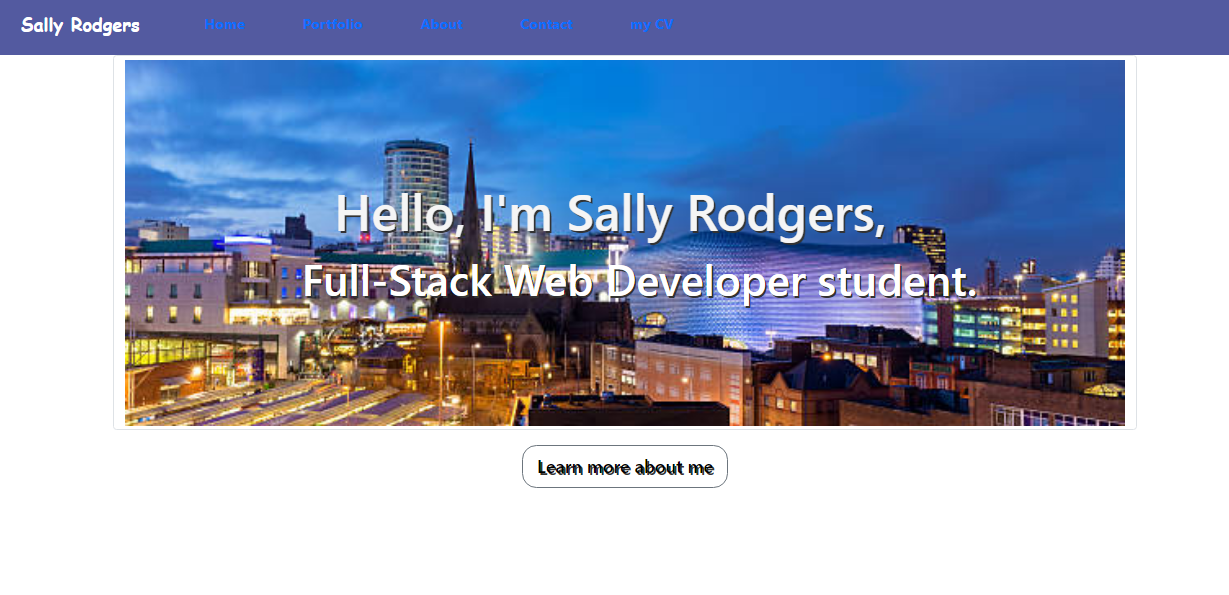 Sally Rodgers
Home Portfolio About Contact my CV
Hello, I'm Sally Rodgers,
Full-Stack Web Developer student.
Learn more about me